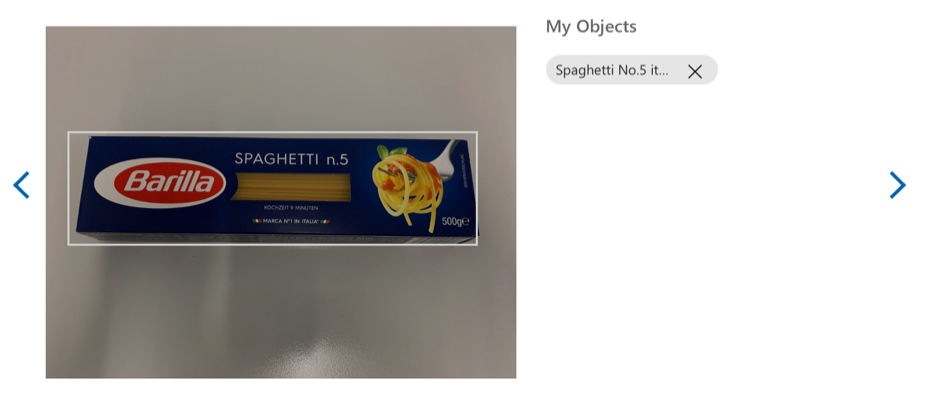 My Objects
Spaghetti No.5 it...
Barilla
SPAGHETTI n.5
KOCHZEIT 9 MINUTEN
MARCA N°1 IN ITALIA*
500g℮